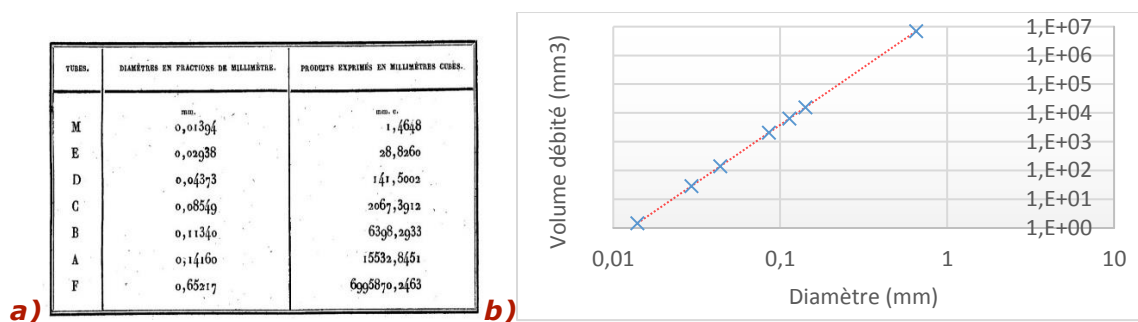 TUBES. DIAMÈTRES EN FRACTIONS DE MILLIMÈTRE. PRODUITS EXPRIMÉS EN MILLIMÈTRES CUBES.
mm. mm. c.
M 0,01394 1,4648
E 0,02938 28,8260
D 0,04373 141,5002
C 0,08549 2067,3912
B 0,11340 6398,2933
A 0,14160 15532,8451
F 0,65217 6995870,2463
a)
b)
Volume débité (mm3)
1,E+07
1,E+06
1,E+05
1,E+04
1,E+03
1,E+02
1,E+01
1,E+00
0,01 0,1 1 10
Diamètre (mm)